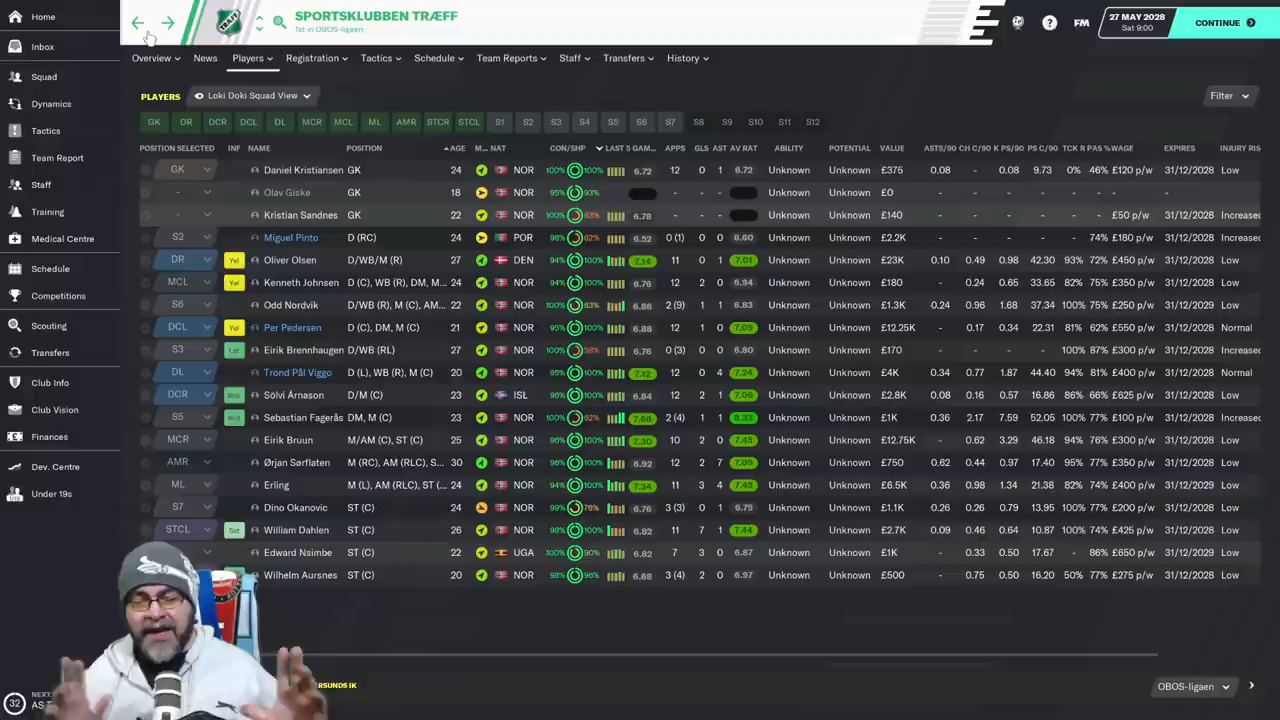 Home
SPORTSKLUBBEN TRÆFF
1st in OBOS-ligaen
FM
27 MAY 2028
Sat 9:00
CONTINUE
Inbox
Squad
Dynamics
Tactics
Team Report
Staff
Training
Medical Centre
Schedule
Competitions
Scouting
Transfers
Club Info
Club Vision
Finances
Dev. Centre
Under 19s
Overview News Players Registration Tactics Schedule Team Reports Staff Transfers History
PLAYERS Loki Doki Squad View Filter
GK DR DCR DCL DL MCR MCL ML AMR STCR STCL S1 S2 S3 S4 S5 S6 S7 S8 S9 S10 S11 S12
POSITION SELECTED INF NAME POSITION AGE M... NAT CON/SHP LAST 5 GAM... APPS GLS AST AV RAT ABILITY POTENTIAL VALUE ASTS/90 CH C/90 K PS/90 PS C/90 TCK R PAS % WAGE EXPIRES INJURY RIS
GK Daniel Kristiansen GK 24 NOR 100% 100% 6.72 12 0 1 6.72 Unknown Unknown £375 0.08 - 0.08 9.73 0% 46% £120 p/w 31/12/2028 Low
- Olav Giske GK 18 NOR 95% 93% - - - Unknown Unknown £0
- Kristian Sandnes GK 22 NOR 100% 63% 6.78 - - - Unknown Unknown £140 £50 p/w 31/12/2028 Increased
S2 Miguel Pinto D (RC) 24 POR 98% 62% 6.52 0 (1) 0 0 6.60 Unknown Unknown £2.2K 74% £180 p/w 31/12/2028 Increased
DR Yel Oliver Olsen D/WB/M (R) 27 DEN 94% 100% 7.14 11 0 1 7.01 Unknown Unknown £23K 0.10 0.49 0.98 42.30 93% 72% £450 p/w 31/12/2028 Low
MCL Yel Kenneth Johnsen D (C), WB (R), DM, M... 24 NOR 94% 100% 6.76 12 2 0 6.94 Unknown Unknown £180 - 0.24 0.65 33.65 82% 75% £350 p/w 31/12/2028 Low
S6 Odd Nordvik D/WB (R), M (C), AM... 22 NOR 100% 83% 6.86 2 (9) 1 1 6.83 Unknown Unknown £1.3K 0.24 0.96 1.68 37.34 100% 75% £250 p/w 31/12/2029 Low
DCL Yel Per Pedersen D (C), DM, M (C) 21 NOR 95% 100% 6.88 12 1 0 7.09 Unknown Unknown £12.25K - 0.17 0.34 22.31 81% 62% £550 p/w 31/12/2028 Normal
S3 Lst Eirik Brennhaugen D/WB (RL) 27 NOR 100% 58% 6.76 0 (3) 0 0 6.80 Unknown Unknown £170 - - - - 100% 87% £300 p/w 31/12/2028 Increased
DL Trond Pål Viggo D (L), WB (R), M (C) 20 NOR 95% 100% 7.12 12 0 4 7.24 Unknown Unknown £4K 0.34 0.77 1.87 44.40 94% 81% £400 p/w 31/12/2028 Normal
DCR Wnt Sölvi Árnason D/M (C) 23 ISL 96% 100% 6.84 12 2 0 7.06 Unknown Unknown £2.8K - 0.08 0.16 0.57 16.86 86% 66% £625 p/w 31/12/2028 Low
S5 Wnt Sebastian Fagerås DM, M (C) 23 NOR 100% 62% 7.66 2 (4) 1 1 8.33 Unknown Unknown £1K 0.36 2.17 7.59 52.05 100% 77% £100 p/w 31/12/2028 Increased
MCR Eirik Bruun M/AM (C), ST (C) 25 NOR 96% 100% 7.30 10 2 0 7.45 Unknown Unknown £12.75K - 0.62 3.29 46.18 94% 76% £300 p/w 31/12/2028 Low
AMR Ørjan Sørflaten M (RC), AM (RLC), S... 30 NOR 96% 100% 6.92 12 2 7 7.05 Unknown Unknown £750 0.62 0.44 0.97 17.40 95% 77% £350 p/w 31/12/2028 Low
ML Erling M (L), AM (RLC), ST (... 24 NOR 94% 100% 7.34 11 3 4 7.45 Unknown Unknown £6.5K 0.36 0.98 1.34 21.38 82% 74% £400 p/w 31/12/2028 Low
S7 Dino Okanovic ST (C) 24 NOR 99% 76% 6.76 3 (3) 2 0 6.75 Unknown Unknown £1.1K 0.26 0.26 0.79 13.95 100% 77% £200 p/w 31/12/2028 Low
STCL Set William Dahlen ST (C) 26 NOR 98% 100% 6.82 11 7 1 7.44 Unknown Unknown £2.7K 0.09 0.46 0.64 10.87 100% 74% £425 p/w 31/12/2028 Low
Edward Nsimbe ST (C) 22 UGA 100% 90% 6.82 7 3 0 6.87 Unknown Unknown £1K - 0.33 0.50 17.67 - 86% £650 p/w 31/12/2029 Low
Wilhelm Aursnes ST (C) 20 NOR 98% 96% 6.68 3 (4) 2 0 6.97 Unknown Unknown £500 - 0.75 0.50 16.20 50% 77% £275 p/w 31/12/2029 Low
32
OBOS-ligaen